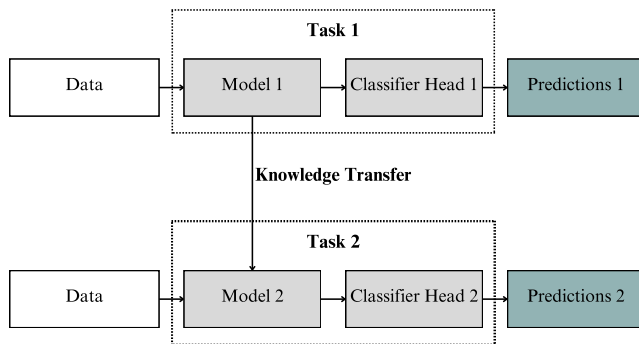 Task 1
Data
Model 1
Classifier Head 1
Predictions 1
Knowledge Transfer
Task 2
Data
Model 2
Classifier Head 2
Predictions 2